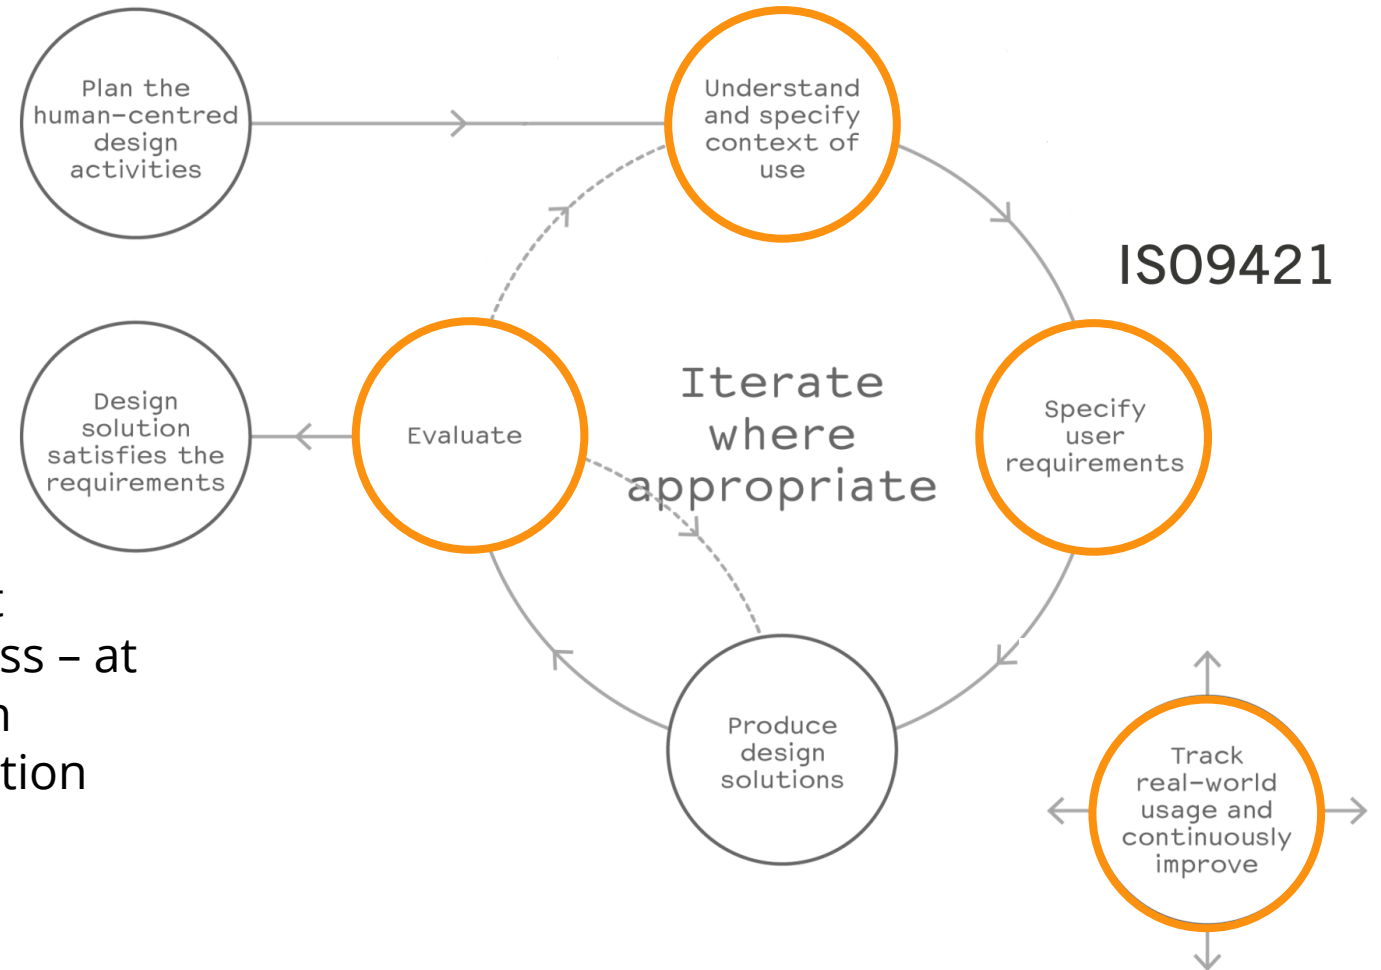 Plan the
human-centred
design
activities
Understand
and specify
context of
use
ISO9421
Iterate
where
appropriate
Specify
user
requirements
Evaluate
Design
solution
satisfies the
requirements
ss – at
tion
Produce
design
solutions
Track
real-world
usage and
continuously
improve